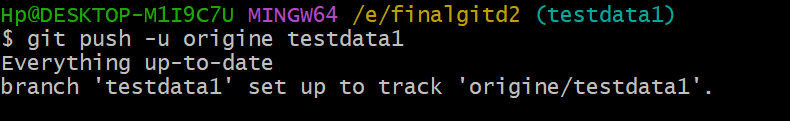 Hp@DESKTOP-M1I9C7U MINGW64 /e/finalgitd2 (testdata1)
$ git push -u origine testdata1
Everything up-to-date
branch 'testdata1' set up to track 'origine/testdata1'.